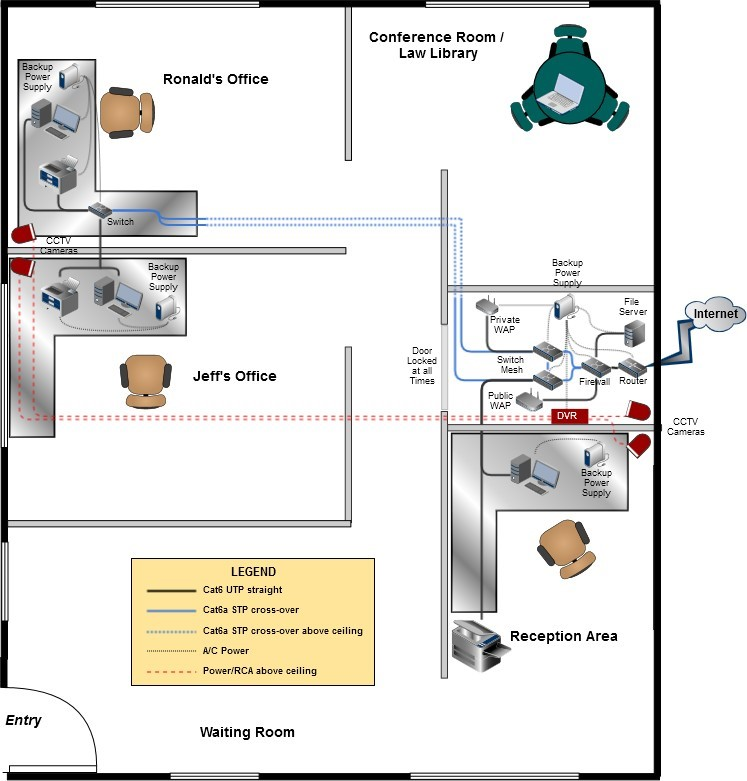 Conference Room /
Law Library
Ronald's Office
Backup
Power
Supply
Switch
CCTV
Cameras
Backup
Power
Supply
Jeff's Office
Backup
Power
Supply
File
Server
Internet
Private
WAP
Door
Locked
at all
Times
Switch
Mesh
Firewall
Router
Public
WAP
DVR
CCTV
Cameras
Backup
Power
Supply
LEGEND
Cat6 UTP straight
Cat6a STP cross-over
Cat6a STP cross-over above ceiling
A/C Power
Power/RCA above ceiling
Reception Area
Entry
Waiting Room